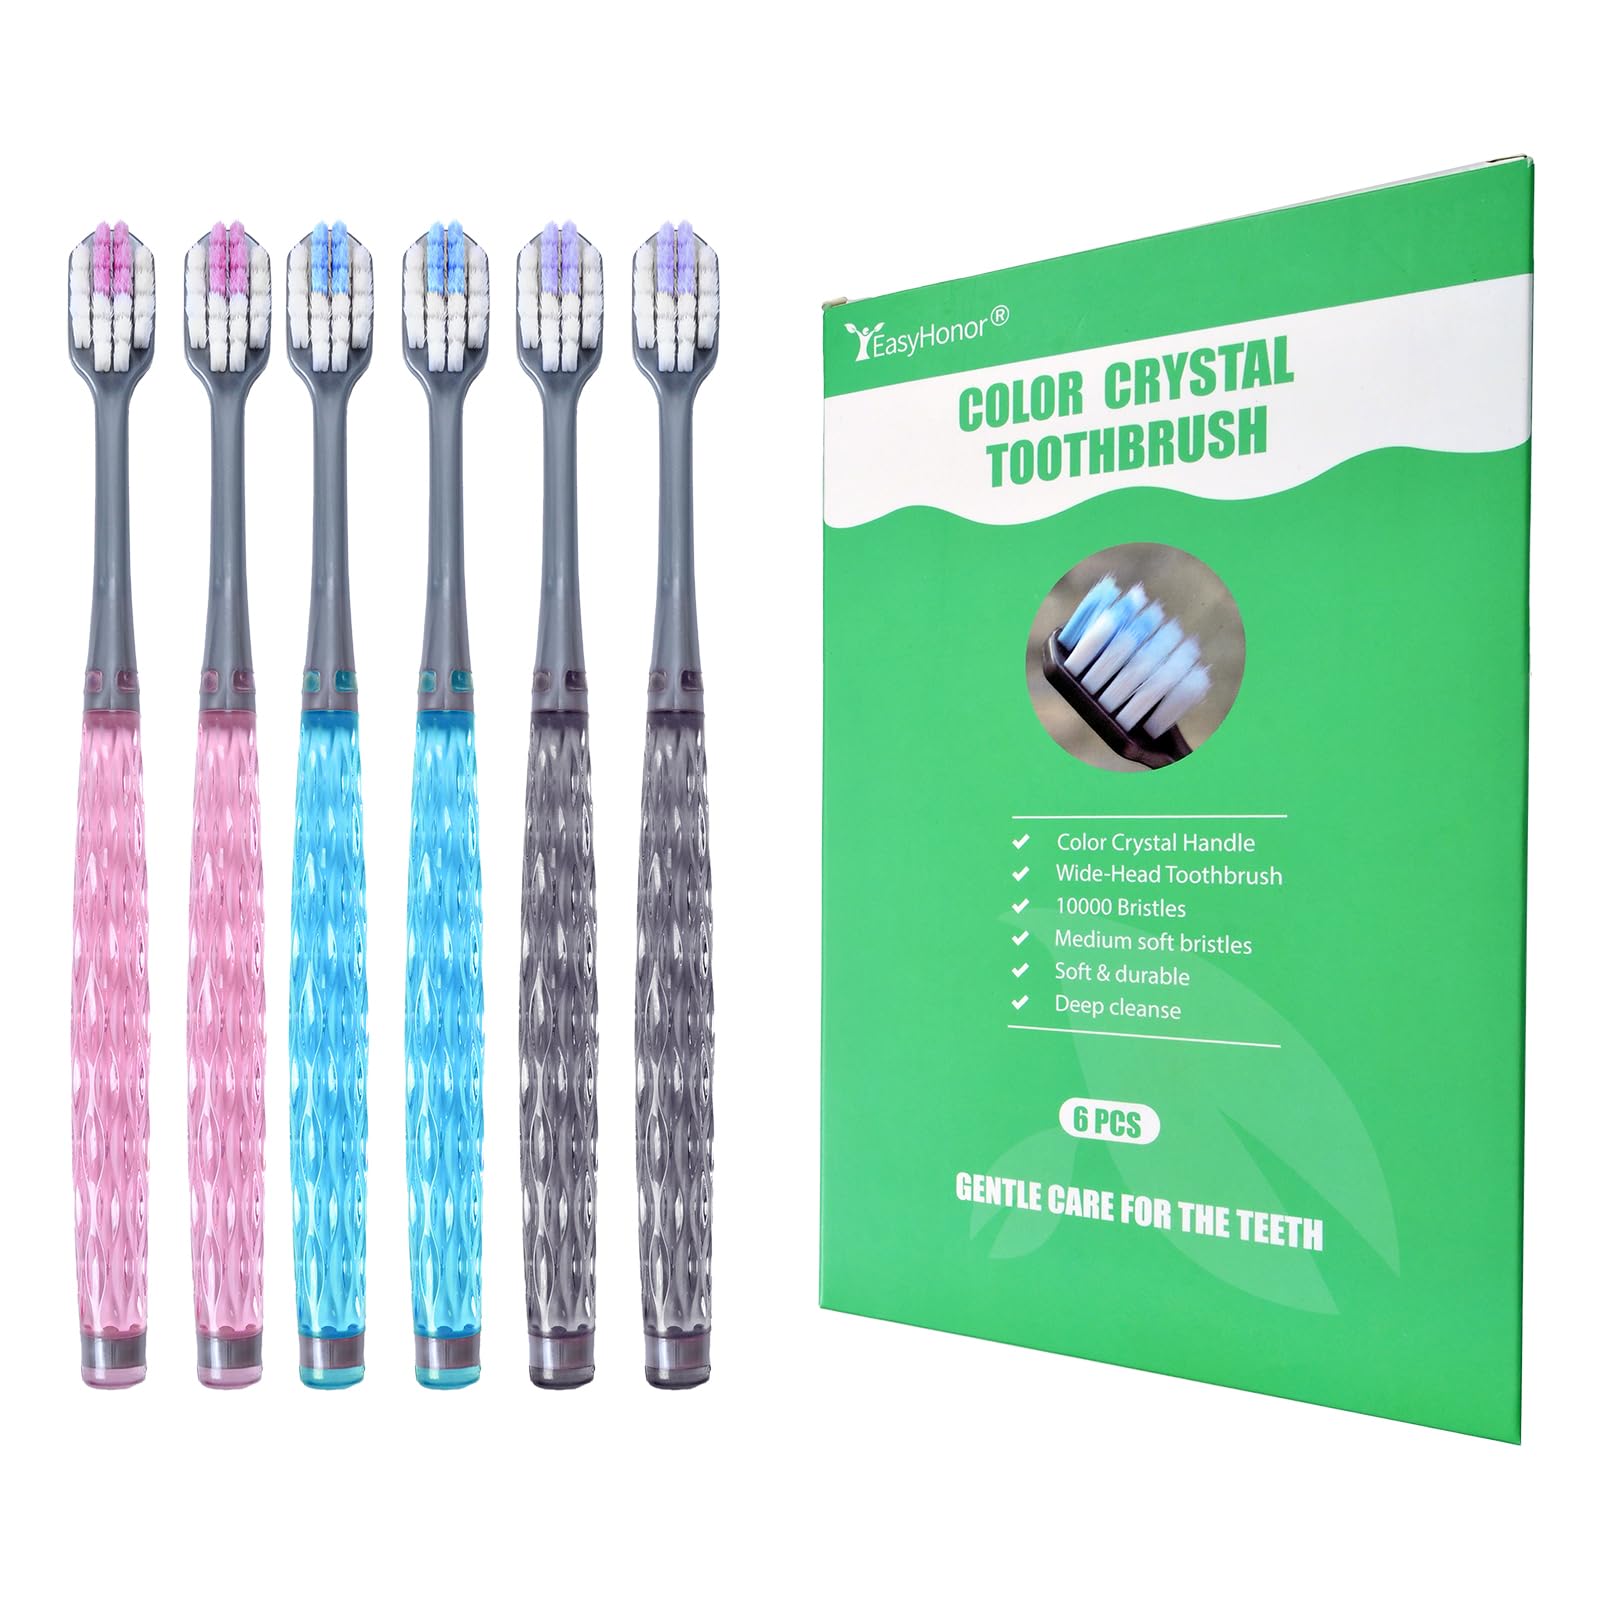 EasyHonor®
COLOR CRYSTAL
TOOTHBRUSH
Color Crystal Handle
Wide-Head Toothbrush
10000 Bristles
Medium soft bristles
Soft & durable
Deep cleanse
6 PCS
GENTLE CARE FOR THE TEETH